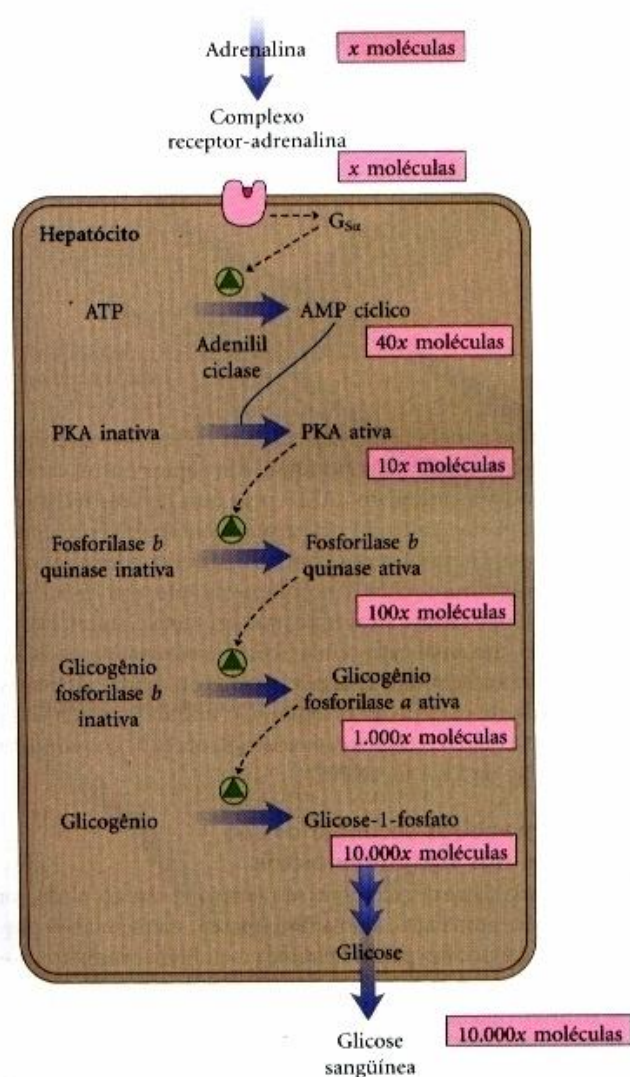 Adrenalina
x moléculas
Complexo
receptor-adrenalina
x moléculas
Hepatócito
GSα
ATP
AMP cíclico
40x moléculas
Adenilil
ciclase
PKA inativa
PKA ativa
10x moléculas
Fosforilase b
quinase inativa
Fosforilase b
quinase ativa
100x moléculas
Glicogênio
fosforilase b
inativa
Glicogênio
fosforilase a ativa
1.000x moléculas
Glicogênio
Glicose-1-fosfato
10.000x moléculas
Glicose
Glicose
sangüínea
10.000x moléculas